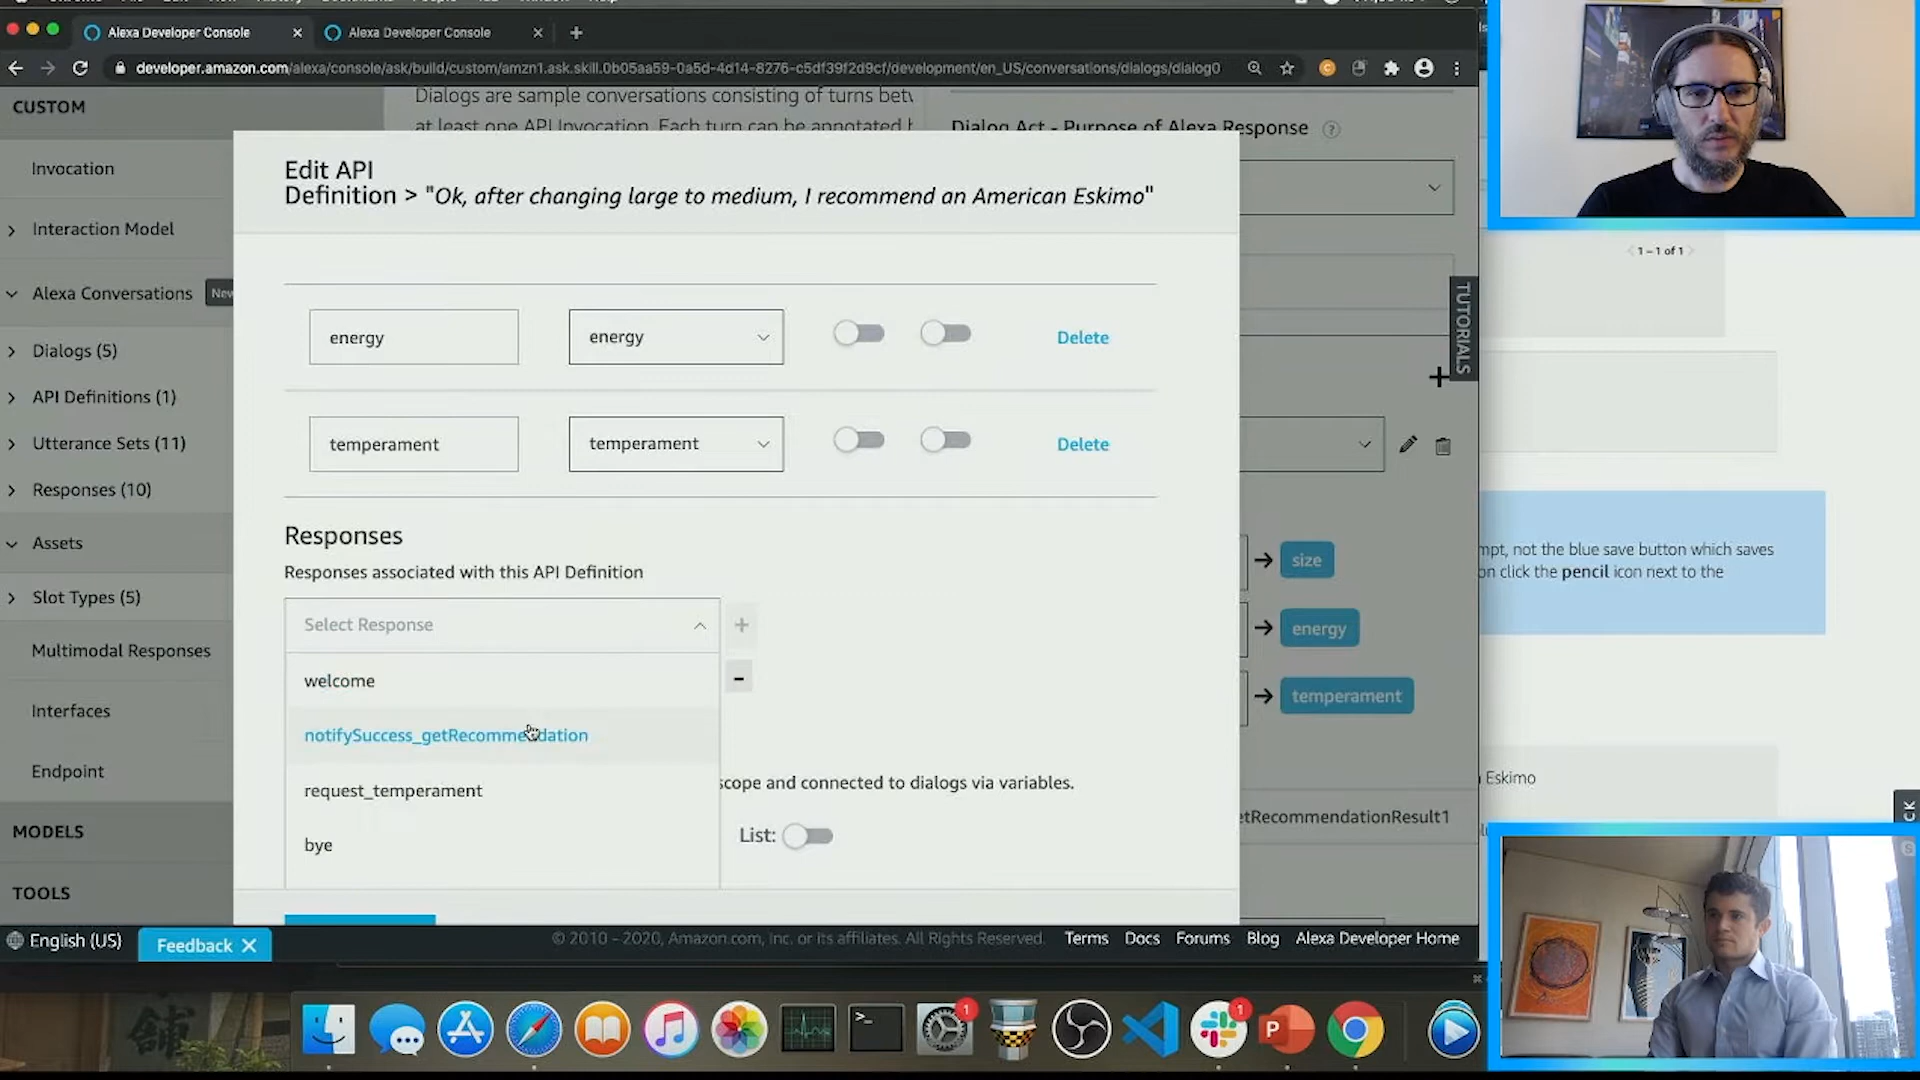 Alexa Developer Console
Alexa Developer Console
developer.amazon.com/alexa/console/ask/build/custom/amzn1.ask.skill.0b05aa59-0a5d-4d14-8276-c5df39f2d9cf/development/en_US/conversations/dialogs/dialog0
CUSTOM
Invocation
Interaction Model
Alexa Conversations
New
Dialogs (5)
API Definitions (1)
Utterance Sets (11)
Responses (10)
Assets
Slot Types (5)
Multimodal Responses
Interfaces
Endpoint
MODELS
TOOLS
English (US)
Feedback
Dialogs are sample conversations consisting of turns
at least one API Invocation. Each turn can be annotated
Dialog Act - Purpose of Alexa Response
Edit API
Definition > "Ok, after changing large to medium, I recommend an American Eskimo"
energy
energy
Delete
temperament
temperament
Delete
Responses
Responses associated with this API Definition
Select Response
welcome
notifySuccess_getRecommendation
request_temperament
bye
scope and connected to dialogs via variables.
List:
TUTORIALS
size
energy
temperament
etRecommendationResult1
1 – 1 of 1
mpt, not the blue save button which saves
on click the pencil icon next to the
Eskimo
CK
© 2010 - 2020, Amazon.com, Inc. or its affiliates. All Rights Reserved.
Terms
Docs
Forums
Blog
Alexa Developer Home
1
1
P